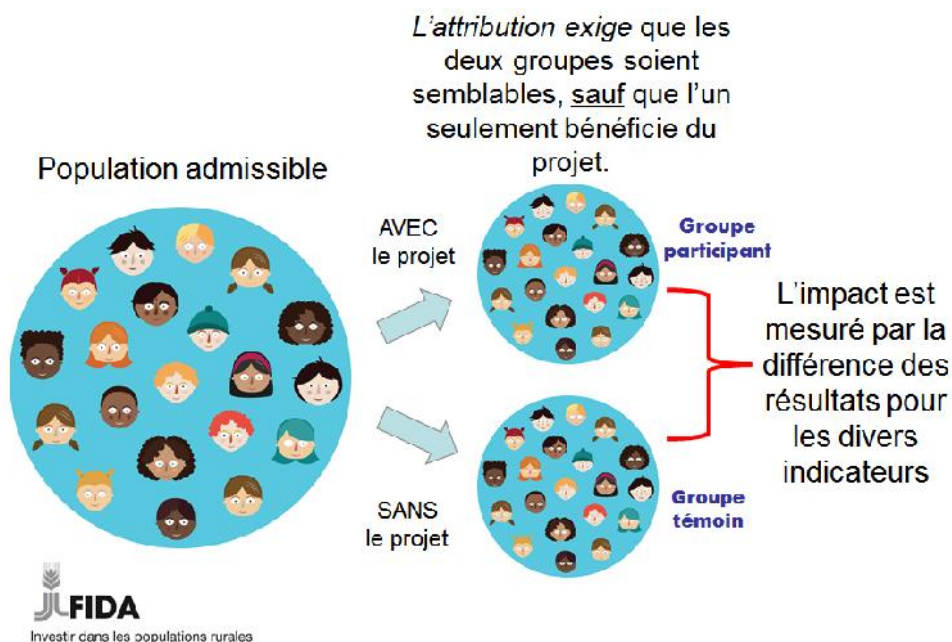 L'attribution exige que les
deux groupes soient
semblables, sauf que l'un
seulement bénéficie du
projet.
Population admissible
AVEC
le projet
Groupe
participant
L'impact est
mesuré par la
différence des
résultats pour
les divers
indicateurs
SANS
le projet
Groupe
témoin
FIDA
Investir dans les populations rurales